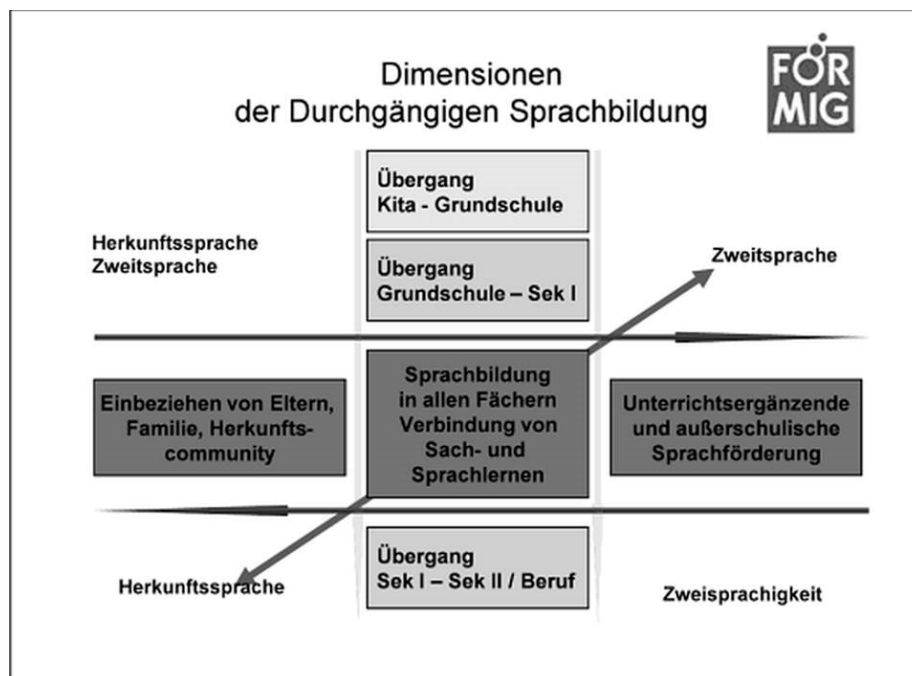 Dimensionen
der Durchgängigen Sprachbildung
FÖR
MIG
Übergang
Kita - Grundschule
Herkunftssprache
Zweitsprache
Übergang
Grundschule – Sek I
Zweitsprache
Einbeziehen von Eltern,
Familie, Herkunfts-
community
Sprachbildung
in allen Fächern
Verbindung von
Sach- und
Sprachlernen
Unterrichtsergänzende
und außerschulische
Sprachförderung
Herkunftssprache
Übergang
Sek I – Sek II / Beruf
Zweisprachigkeit